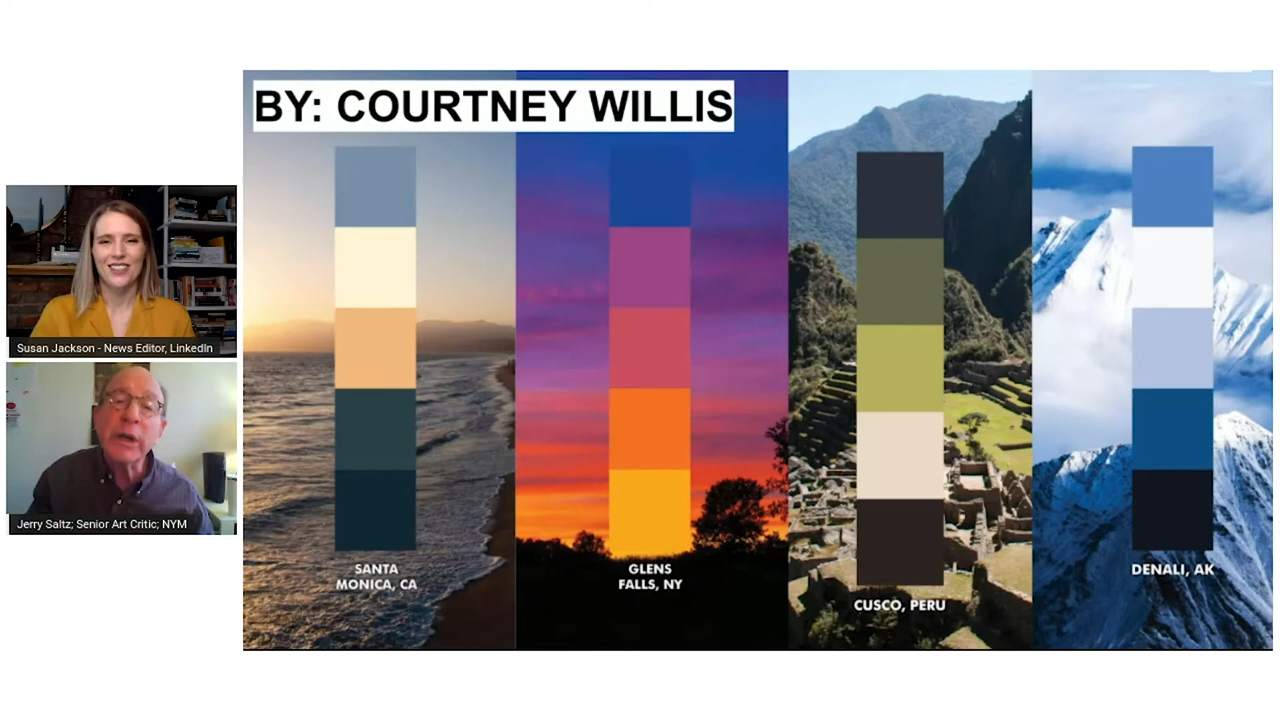 BY: COURTNEY WILLIS
Susan Jackson - News Editor, LinkedIn
Jerry Saltz; Senior Art Critic; NYM
SANTA
MONICA, CA
GLENS
FALLS, NY
CUSCO, PERU
DENALI, AK